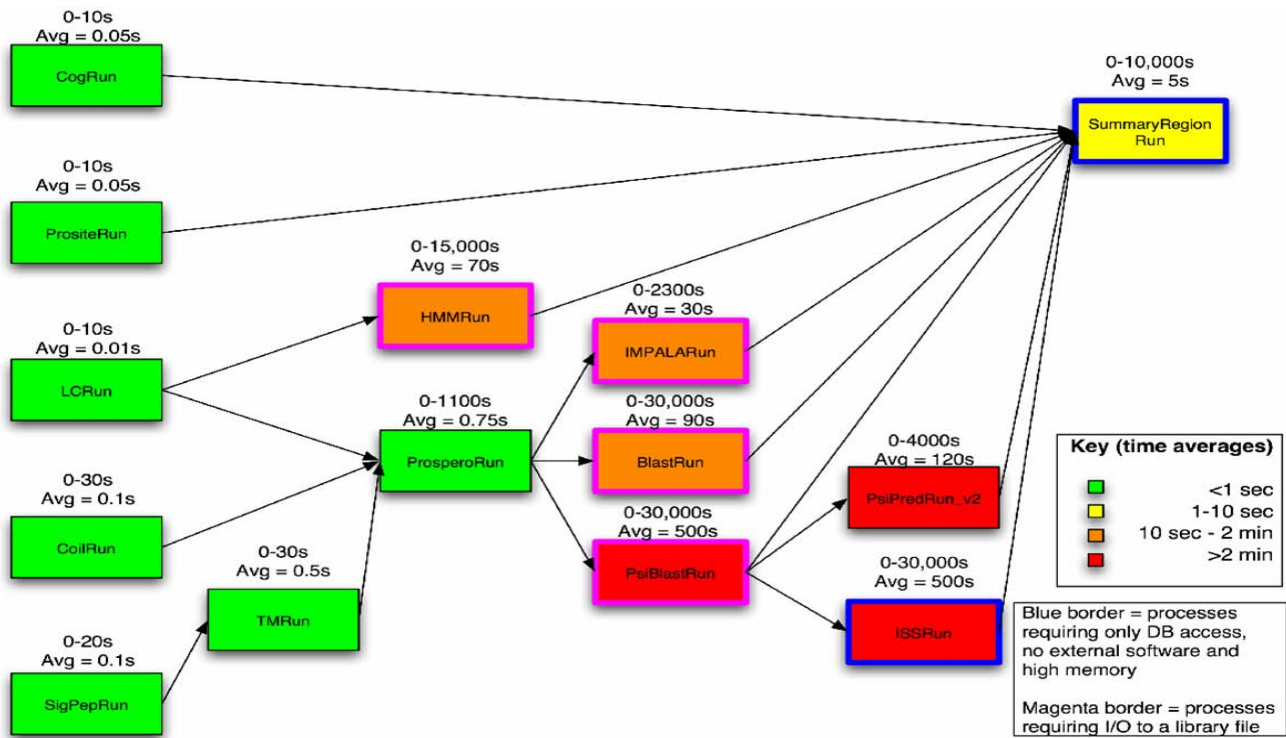 0-10s
Avg = 0.05s
CogRun
0-10,000s
Avg = 5s
SummaryRegion
Run
0-10s
Avg = 0.05s
PrositeRun
0-15,000s
Avg = 70s
HMMRun
0-2300s
Avg = 30s
IMPALARun
0-10s
Avg = 0.01s
LCRun
0-1100s
Avg = 0.75s
ProsperoRun
0-30,000s
Avg = 90s
BlastRun
0-4000s
Avg = 120s
PsiPredRun_v2
0-30s
Avg = 0.1s
CoilRun
0-30s
Avg = 0.5s
TMRun
0-30,000s
Avg = 500s
PsiBlastRun
0-30,000s
Avg = 500s
ISSRun
0-20s
Avg = 0.1s
SigPepRun
Key (time averages)
<1 sec
1-10 sec
10 sec - 2 min
>2 min
Blue border = processes
requiring only DB access,
no external software and
high memory
Magenta border = processes
requiring I/O to a library file